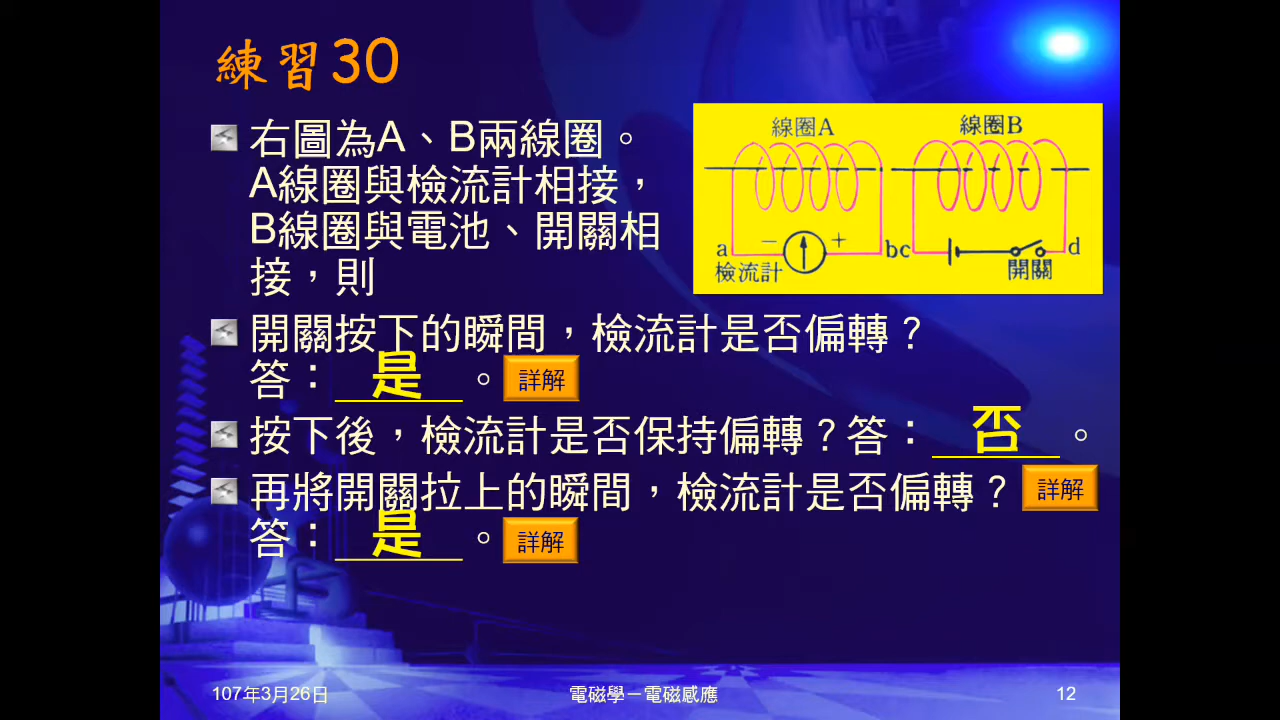 練習30
右圖為A、B兩線圈。
A線圈與檢流計相接，
B線圈與電池、開關相
接，則
線圈A 線圈B
a － ＋ bc d
檢流計 開關
開關按下的瞬間，檢流計是否偏轉？
答：是。詳解
按下後，檢流計是否保持偏轉？答：否。
再將開關拉上的瞬間，檢流計是否偏轉？詳解
答：是。詳解
107年3月26日 電磁學－電磁感應 12